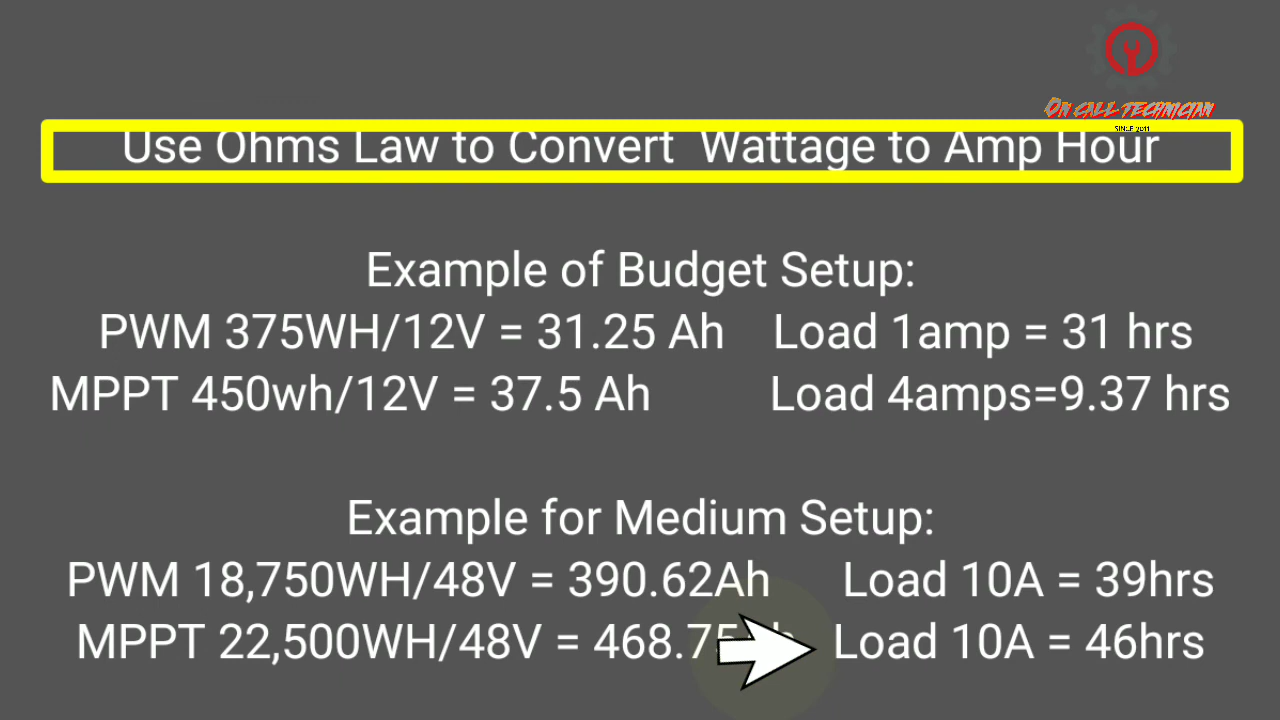 On call technician
SINCE 2011
Use Ohms Law to Convert Wattage to Amp Hour
Example of Budget Setup:
PWM 375WH/12V = 31.25 Ah Load 1amp = 31 hrs
MPPT 450wh/12V = 37.5 Ah Load 4amps=9.37 hrs
Example for Medium Setup:
PWM 18,750WH/48V = 390.62Ah Load 10A = 39hrs
MPPT 22,500WH/48V = 468.75 Load 10A = 46hrs